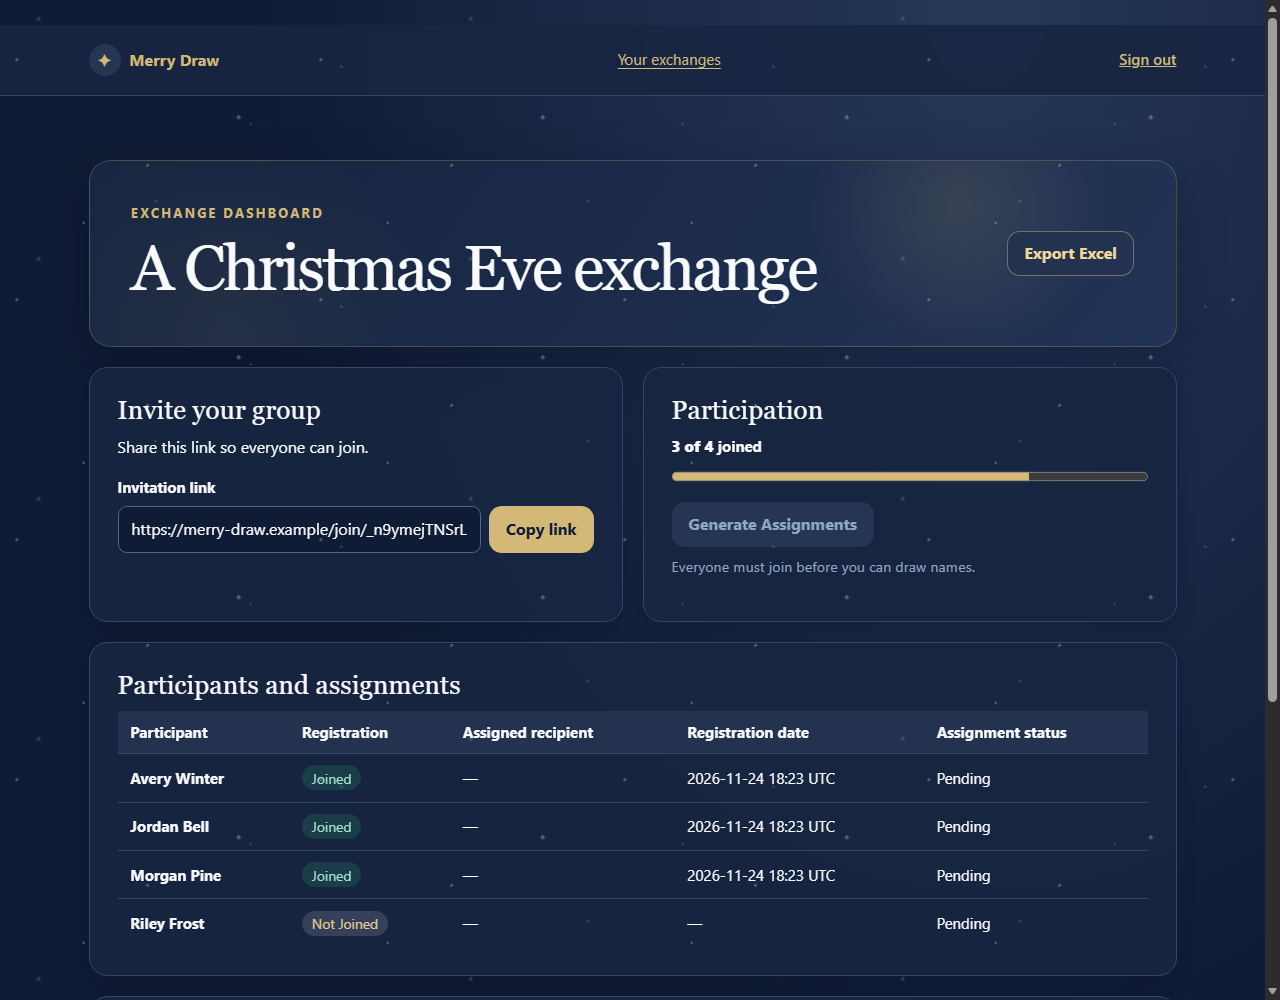 Merry Draw
Your exchanges
Sign out
EXCHANGE DASHBOARD
A Christmas Eve exchange
Export Excel
Invite your group
Share this link so everyone can join.
Invitation link
https://merry-draw.example/join/_n9ymejTNSrL
Copy link
Participation
3 of 4 joined
Generate Assignments
Everyone must join before you can draw names.
Participants and assignments
Participant Registration Assigned recipient Registration date Assignment status
Avery Winter Joined — 2026-11-24 18:23 UTC Pending
Jordan Bell Joined — 2026-11-24 18:23 UTC Pending
Morgan Pine Joined — 2026-11-24 18:23 UTC Pending
Riley Frost Not Joined — — Pending